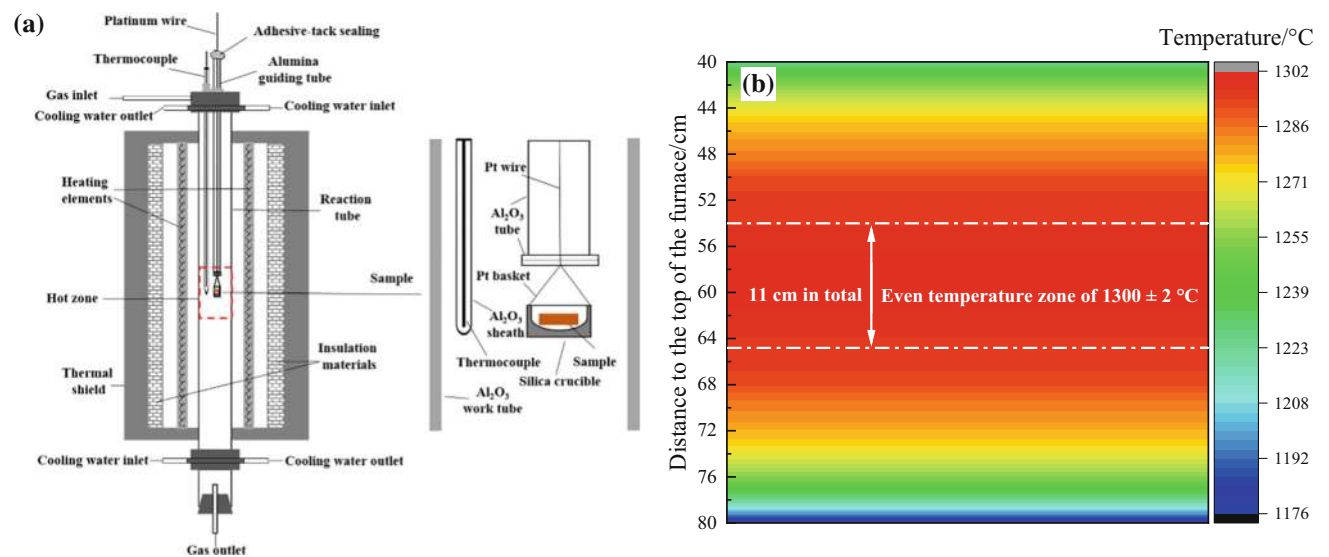 (a)
Platinum wire
Adhesive-tack sealing
Thermocouple
Alumina
guiding tube
Gas inlet
Cooling water inlet
Cooling water outlet
Heating
elements
Reaction
tube
Sample
Hot zone
Insulation
materials
Thermal
shield
Cooling water inlet
Cooling water outlet
Gas outlet
Pt wire
Al₂O₃
tube
Pt basket
Al₂O₃
sheath
Thermocouple
Sample
Silica crucible
Al₂O₃
work tube
(b)
Temperature/°C
Distance to the top of the furnace/cm
40
44
48
52
56
60
64
68
72
76
80
11 cm in total
Even temperature zone of 1300 ± 2 °C
1302
1286
1271
1255
1239
1223
1208
1192
1176